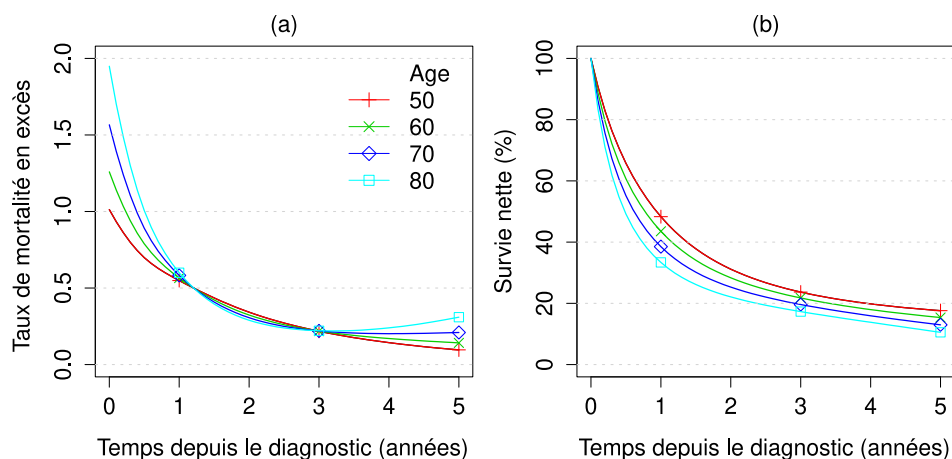 (a)
Taux de mortalité en excès
2.0
1.5
1.0
0.5
0.0
Age
50
60
70
80
0 1 2 3 4 5
Temps depuis le diagnostic (années)
(b)
Survie nette (%)
100
80
60
40
20
0
0 1 2 3 4 5
Temps depuis le diagnostic (années)